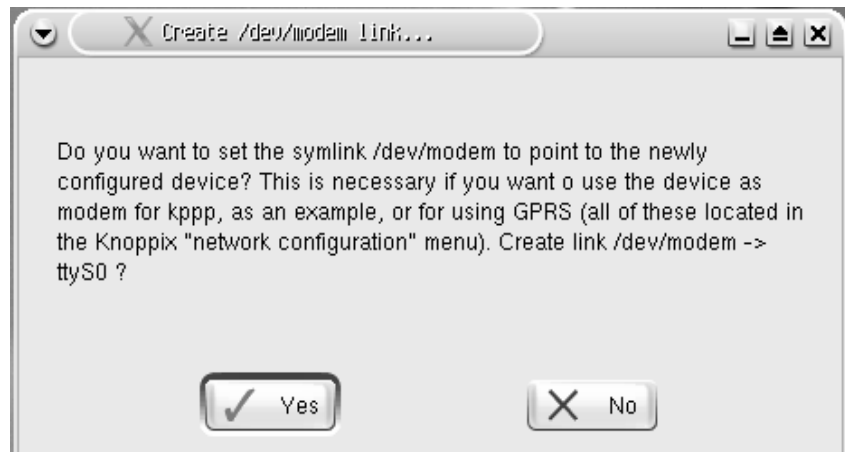 Create /dev/modem link...
Do you want to set the symlink /dev/modem to point to the newly
configured device? This is necessary if you want o use the device as
modem for kppp, as an example, or for using GPRS (all of these located in
the Knoppix "network configuration" menu). Create link /dev/modem ->
ttyS0 ?
Yes No